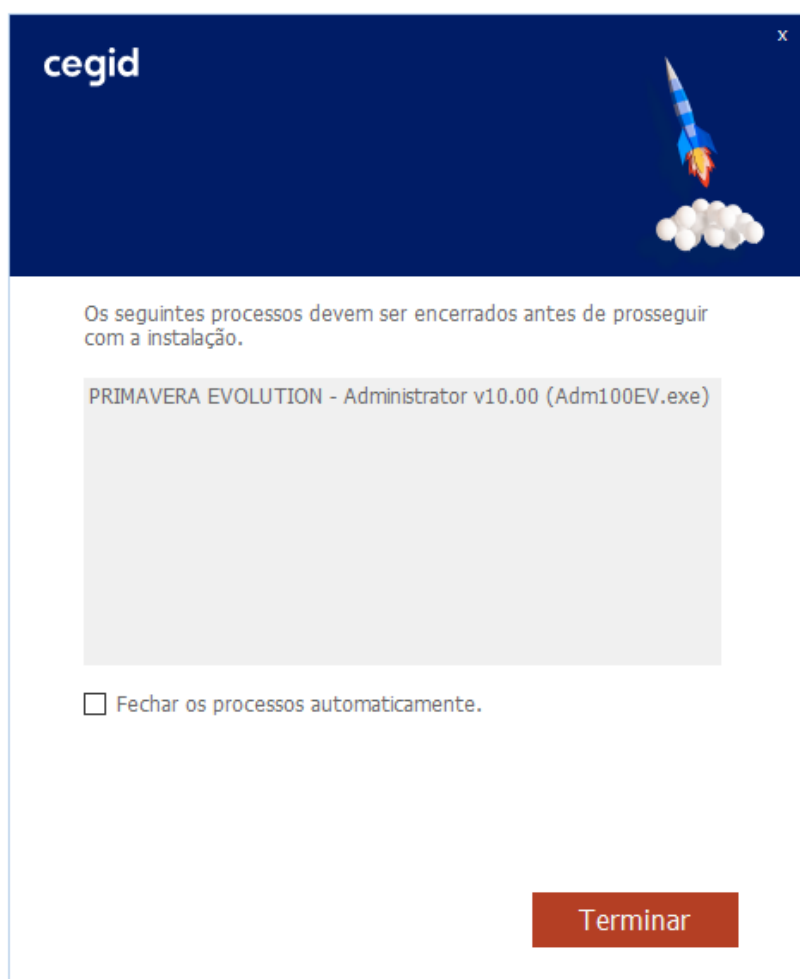 cegid
x
Os seguintes processos devem ser encerrados antes de prosseguir
com a instalação.
PRIMAVERA EVOLUTION - Administrator v10.00 (Adm100EV.exe)
Fechar os processos automaticamente.
Terminar